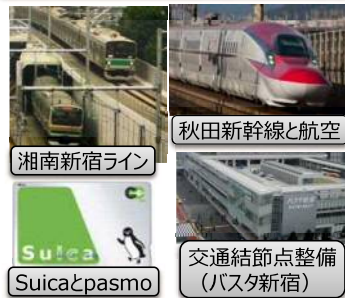 湘南新宿ライン
秋田新幹線と航空
Suica
Suicaとpasmo
交通結節点整備
（バスタ新宿）